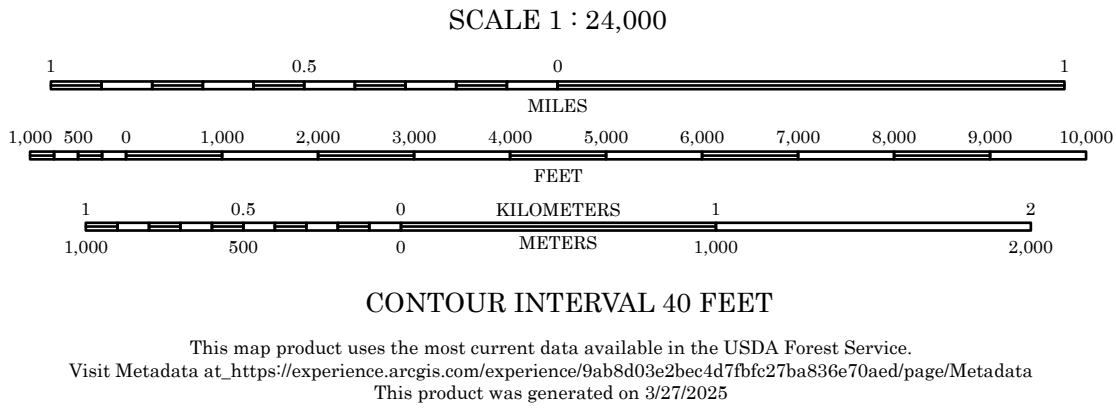 SCALE 1 : 24,000
1 0.5 0 1
MILES
1,000 500 0 1,000 2,000 3,000 4,000 5,000 6,000 7,000 8,000 9,000 10,000
FEET
1 0.5 0 KILOMETERS 1 2
1,000 500 0 METERS 1,000 2,000
CONTOUR INTERVAL 40 FEET
This map product uses the most current data available in the USDA Forest Service.
Visit Metadata at_https://experience.arcgis.com/experience/9ab8d03e2bec4d7fbfc27ba836e70aed/page/Metadata
This product was generated on 3/27/2025